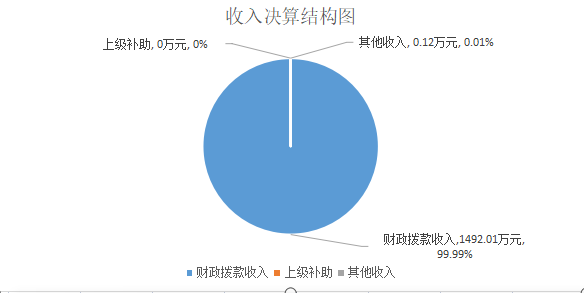 收入决算结构图
上级补助, 0万元, 0%
其他收入, 0.12万元, 0.01%
财政拨款收入,1492.01万元,
99.99%
财政拨款收入 上级补助 其他收入